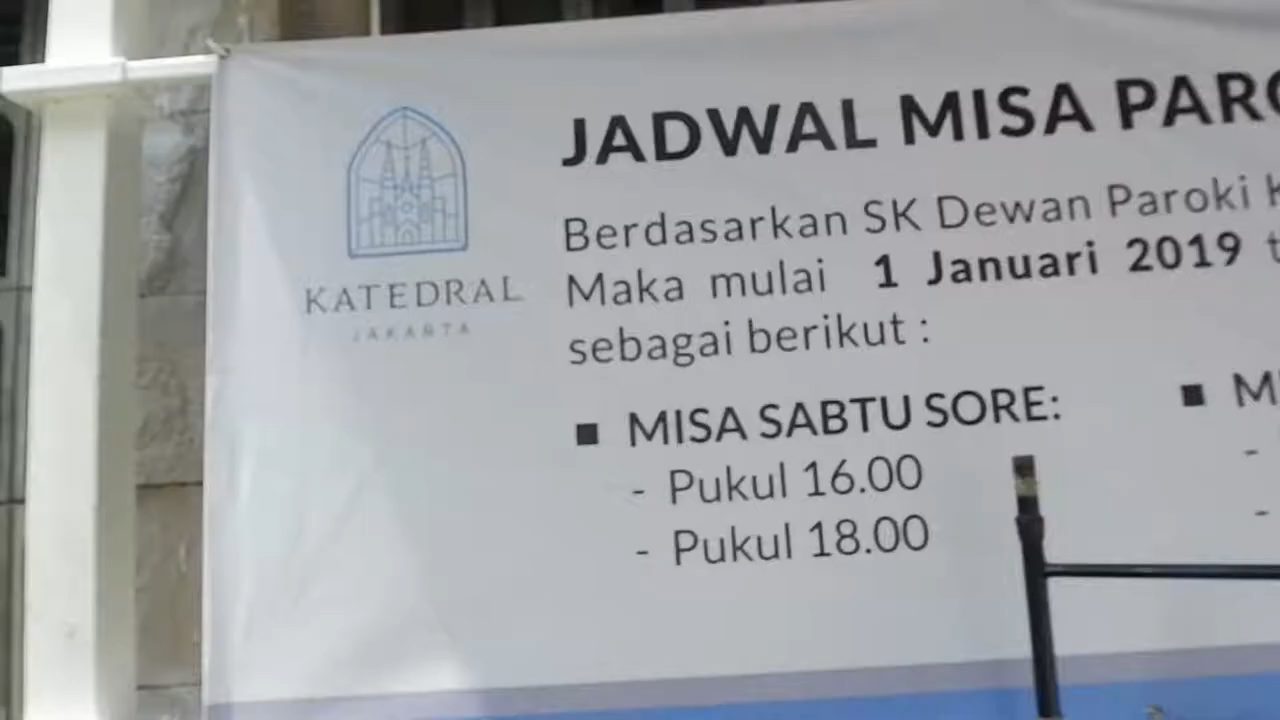 KATEDRAL
JAKARTA
JADWAL MISA
Berdasarkan SK Dewan Paroki
Maka mulai 1 Januari 2019
sebagai berikut :
▪ MISA SABTU SORE:
- Pukul 16.00
- Pukul 18.00